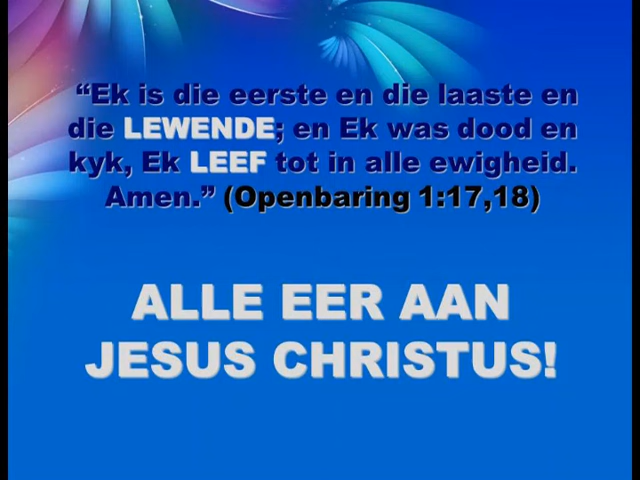 “Ek is die eerste en die laaste en
die LEWENDE; en Ek was dood en
kyk, Ek LEEF tot in alle ewigheid.
Amen.” (Openbaring 1:17,18)
ALLE EER AAN
JESUS CHRISTUS!